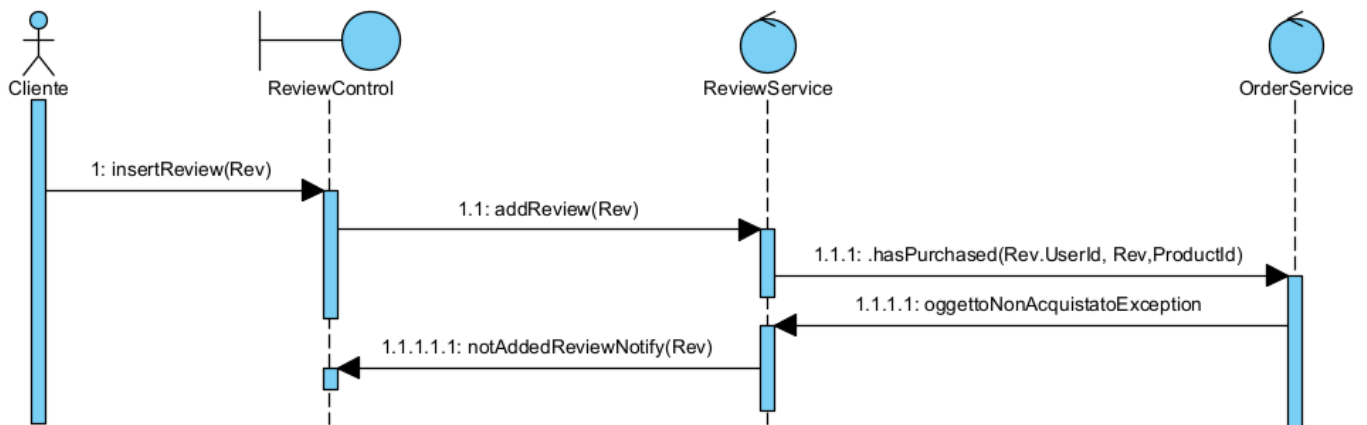 Cliente
ReviewControl
ReviewService
OrderService
1: insertReview(Rev)
1.1: addReview(Rev)
1.1.1: .hasPurchased(Rev.UserId, Rev,ProductId)
1.1.1.1: oggettoNonAcquistatoException
1.1.1.1.1: notAddedReviewNotify(Rev)